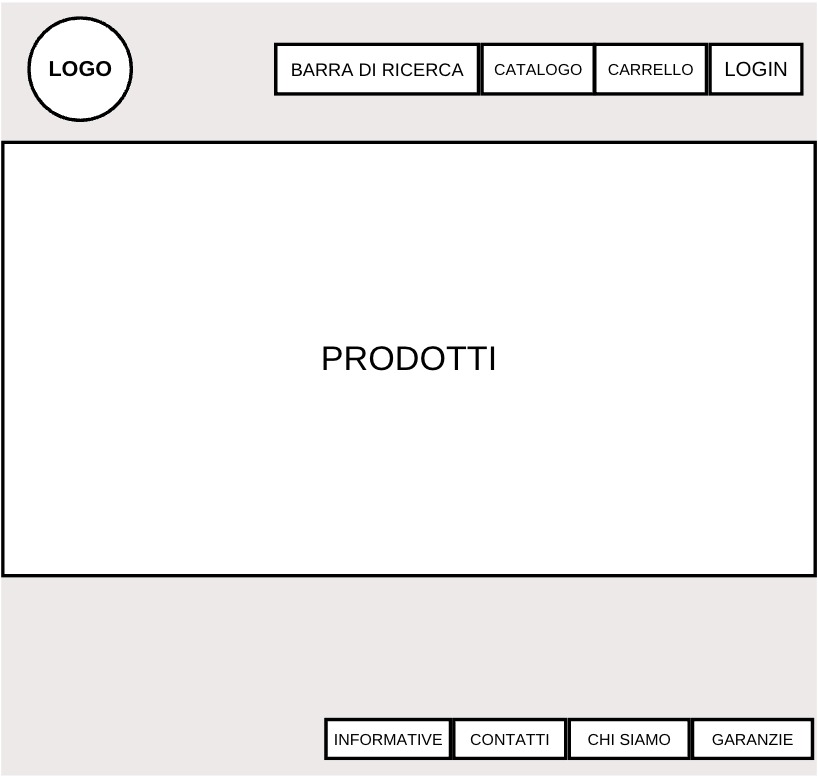 LOGO
BARRA DI RICERCA
CATALOGO
CARRELLO
LOGIN
PRODOTTI
INFORMATIVE
CONTATTI
CHI SIAMO
GARANZIE